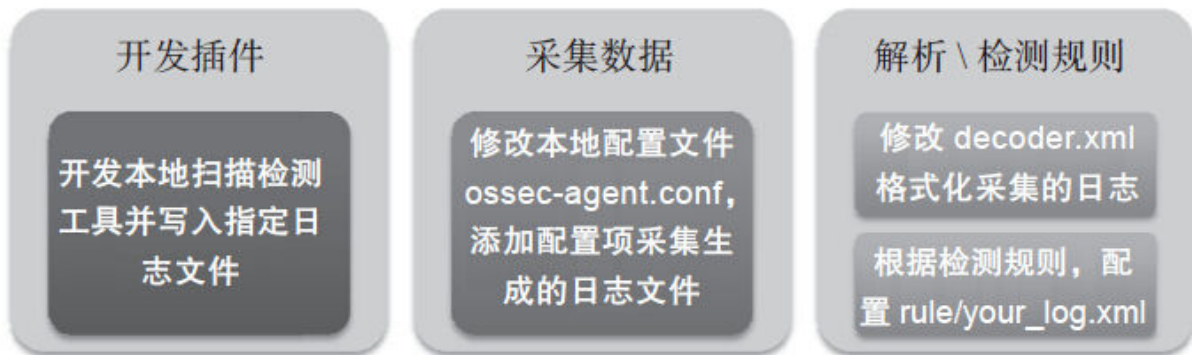 开发插件
开发本地扫描检测
工具并写入指定日
志文件
采集数据
修改本地配置文件
ossec-agent.conf，
添加配置项采集生
成的日志文件
解析 \ 检测规则
修改 decoder.xml
格式化采集的日志
根据检测规则，配
置 rule/your_log.xml